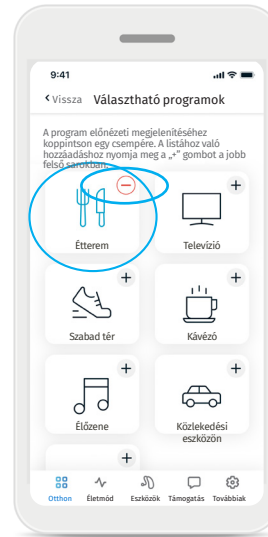 9:41
Vissza Választható programok
A program előnézeti megjelenítéséhez
koppintson egy csempére. A listához való
hozzáadáshoz nyomja meg a „+” gombot a jobb
felső sarokban.
Étterem Televízió
Szabad tér Kávézó
Élőzene Közlekedési
eszközön
Otthon Életmód Eszközök Támogatás Továbbiak